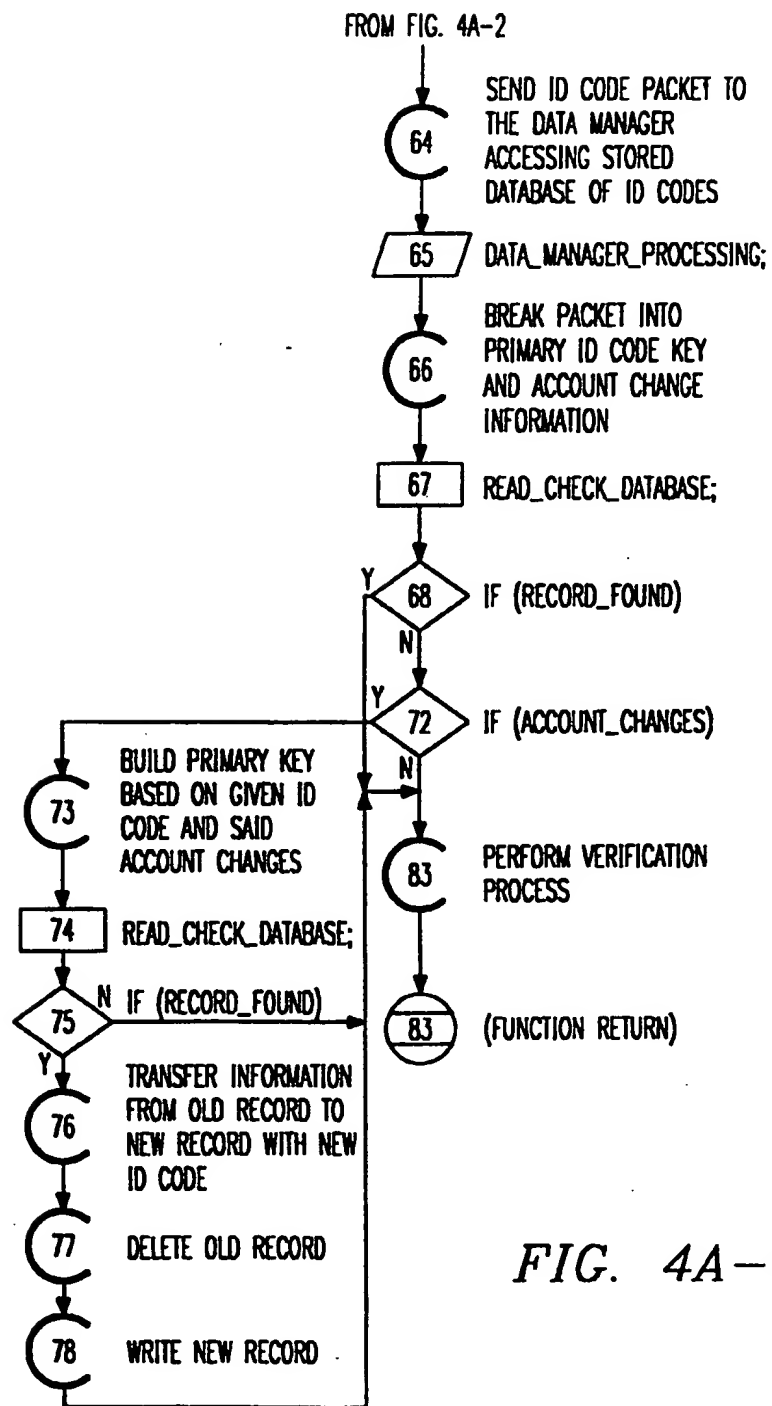 FROM FIG. 4A-2
64
SEND ID CODE PACKET TO
THE DATA MANAGER
ACCESSING STORED
DATABASE OF ID CODES
65
DATA_MANAGER_PROCESSING;
66
BREAK PACKET INTO
PRIMARY ID CODE KEY
AND ACCOUNT CHANGE
INFORMATION
67
READ_CHECK_DATABASE;
Y
68
IF (RECORD_FOUND)
N
Y
72
IF (ACCOUNT_CHANGES)
N
73
BUILD PRIMARY KEY
BASED ON GIVEN ID
CODE AND SAID
ACCOUNT CHANGES
83
PERFORM VERIFICATION
PROCESS
74
READ_CHECK_DATABASE;
75
N IF (RECORD_FOUND)
Y
83
(FUNCTION RETURN)
76
TRANSFER INFORMATION
FROM OLD RECORD TO
NEW RECORD WITH NEW
ID CODE
77
DELETE OLD RECORD
78
WRITE NEW RECORD
FIG. 4A-